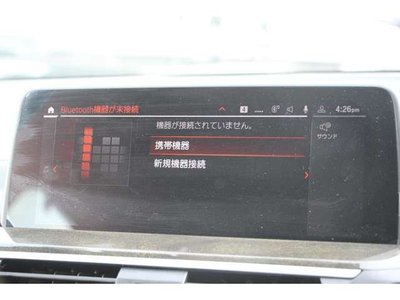 Bluetooth機器が未接続
4
4:26pm
機器が接続されていません。
携帯機器
新規機器接続
サウンド